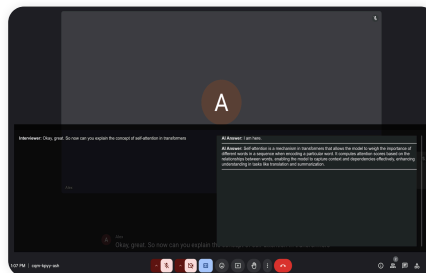 A
Interviewer: Okay, great. So now can you explain the concept of self-attention in transformers
AI Answer: I am here.
AI Answer: Self-attention is a mechanism in transformers that allows the model to weigh the importance of
different words in a sequence when encoding a particular word. It computes attention scores based on the
relationships between words, enabling the model to capture context and dependencies effectively, enhancing
understanding in tasks like translation and summarization.
A
Okay, great. So now can you explain the
1:07 PM